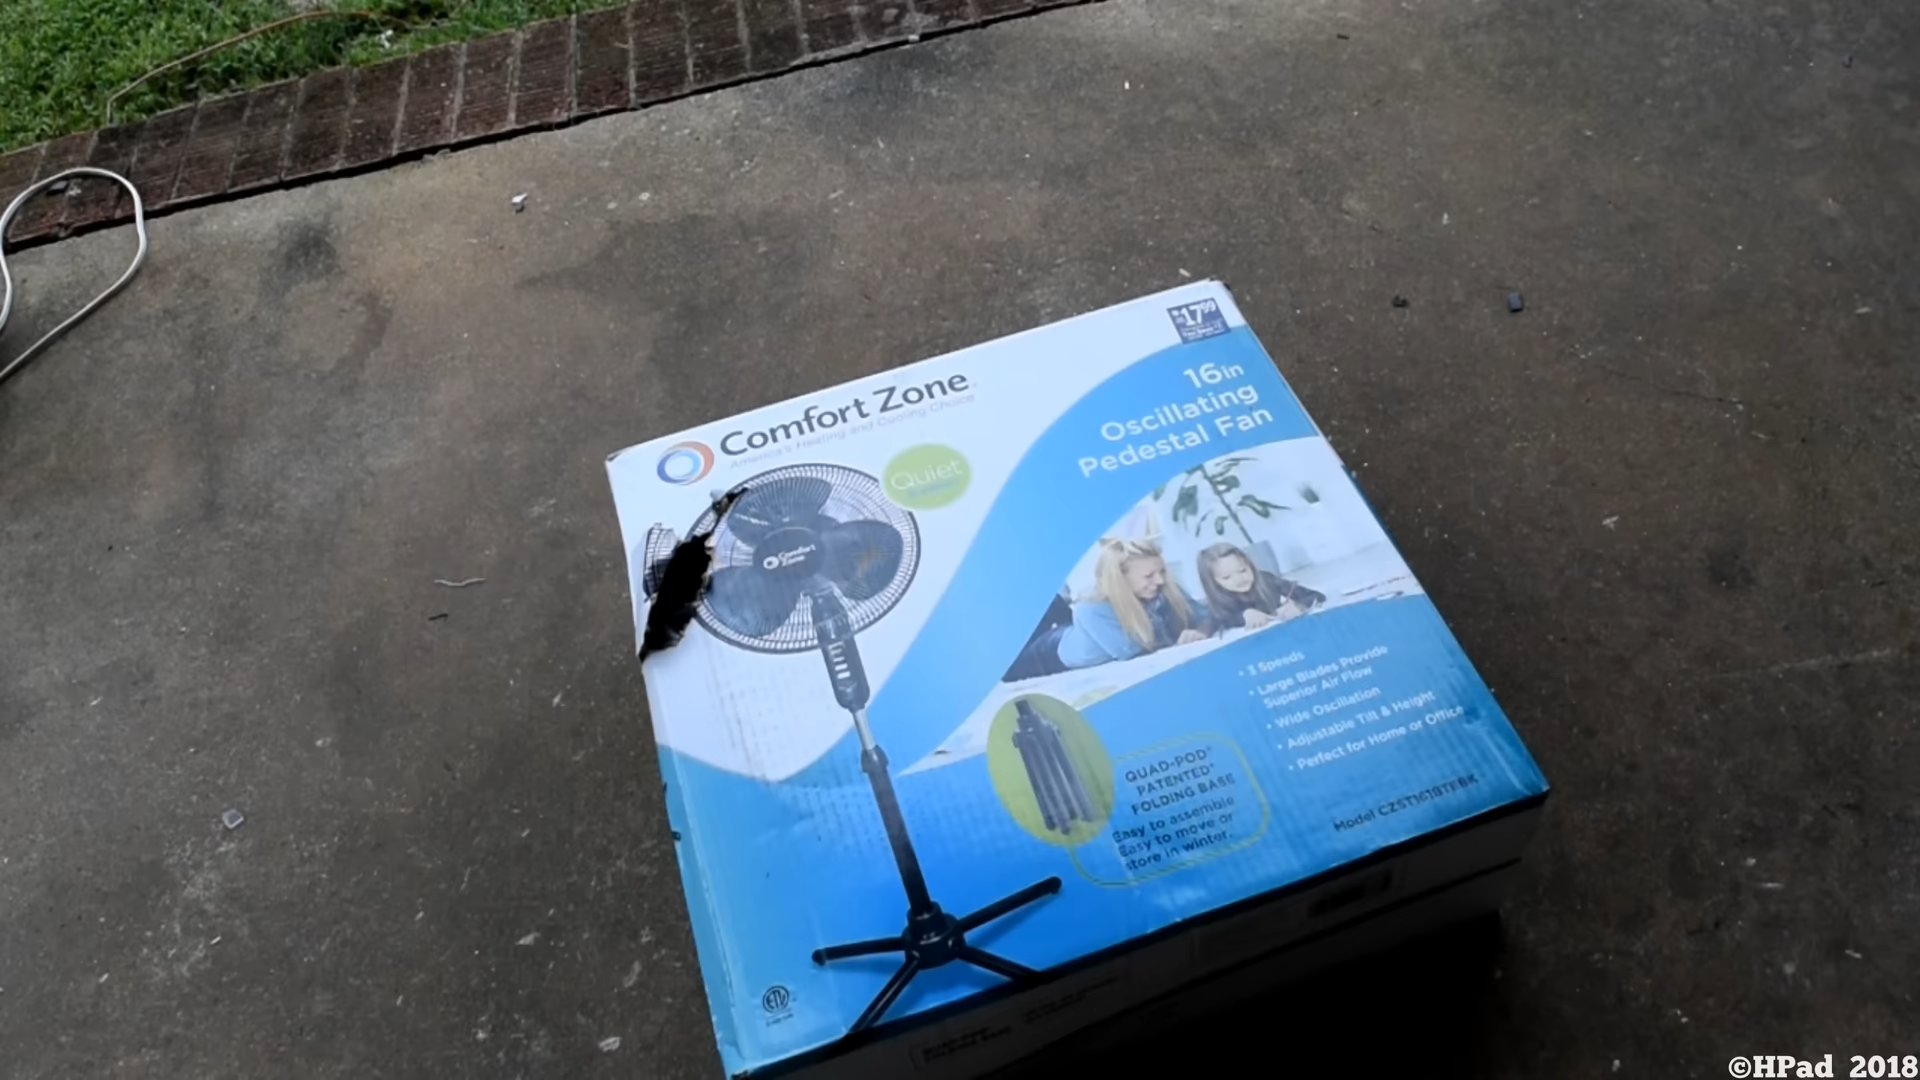 $17⁹⁹
Comfort Zone
America's Heating and Cooling Choice
Quiet
16in
Oscillating
Pedestal Fan
Comfort
Zone
• 3 Speeds
• Large Blades Provide
Superior Air Flow
• Wide Oscillation
• Adjustable Tilt & Height
• Perfect for Home or Office
QUAD-POD®
PATENTED*
FOLDING BASE
Easy to assemble
Easy to move or
store in winter.
ETL
©HPad 2018